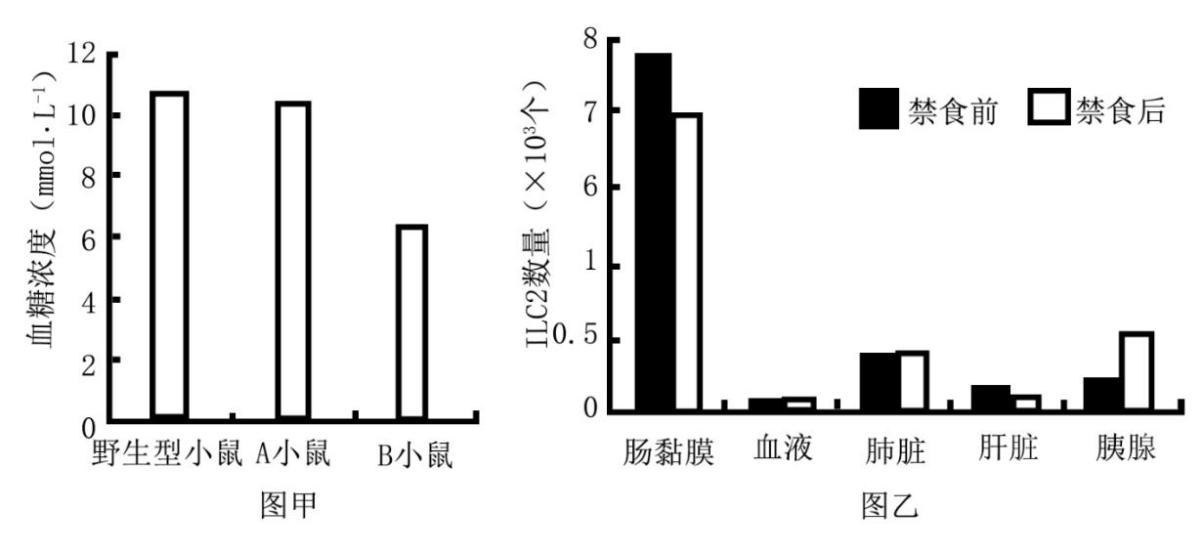 血糖浓度（mmol·L⁻¹）
12
10
8
6
4
2
0
野生型小鼠 A小鼠 B小鼠
图甲
ILC2数量（×10³个）
8
7
6
1
0.5
0
禁食前 禁食后
肠黏膜 血液 肺脏 肝脏 胰腺
图乙